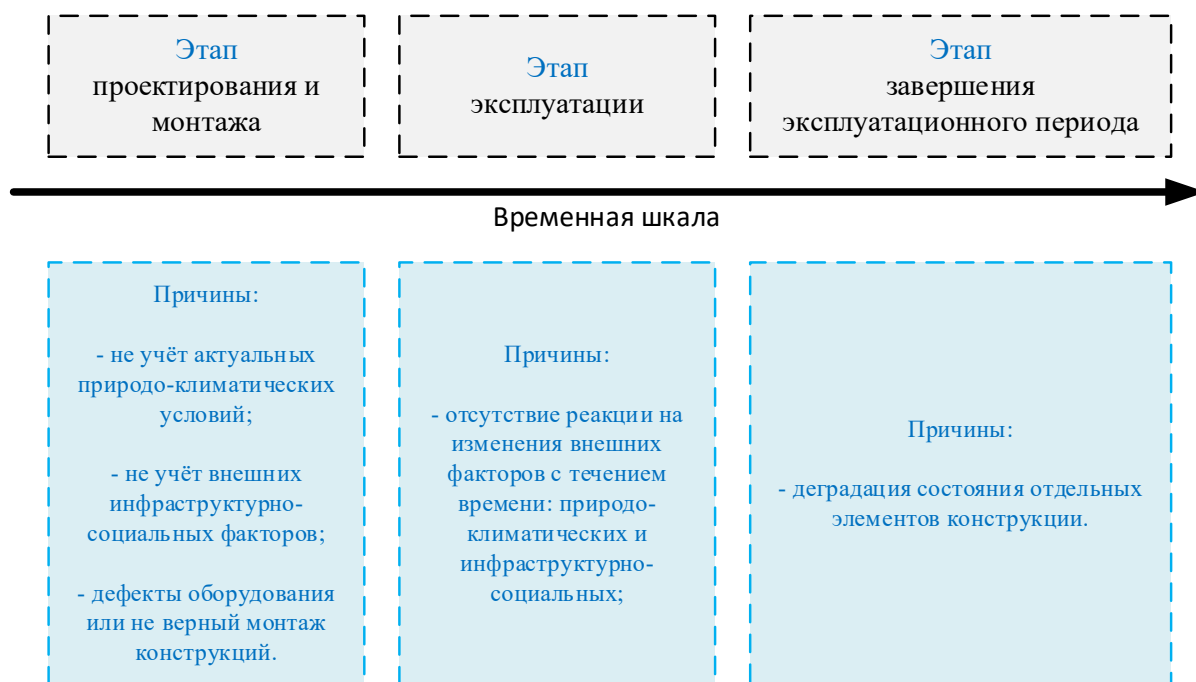 Этап
проектирования и
монтажа
Этап
эксплуатации
Этап
завершения
эксплуатационного периода
Временная шкала
Причины:
- не учёт актуальных
природо-климатических
условий;
- не учёт внешних
инфраструктурно-
социальных факторов;
- дефекты оборудования
или не верный монтаж
конструкций.
Причины:
- отсутствие реакции на
изменения внешних
факторов с течением
времени: природо-
климатических и
инфраструктурно-
социальных;
Причины:
- деградация состояния отдельных
элементов конструкции.